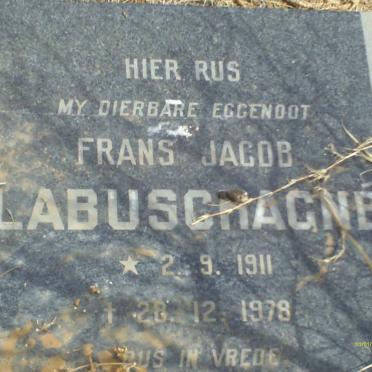 HIER RUS
MY DIERBARE EGGENOOT
FRANS JACOB
LABUSCHAGNE
★ 2. 9. 1911
† 28. 12. 1978
RUS IN VREDE